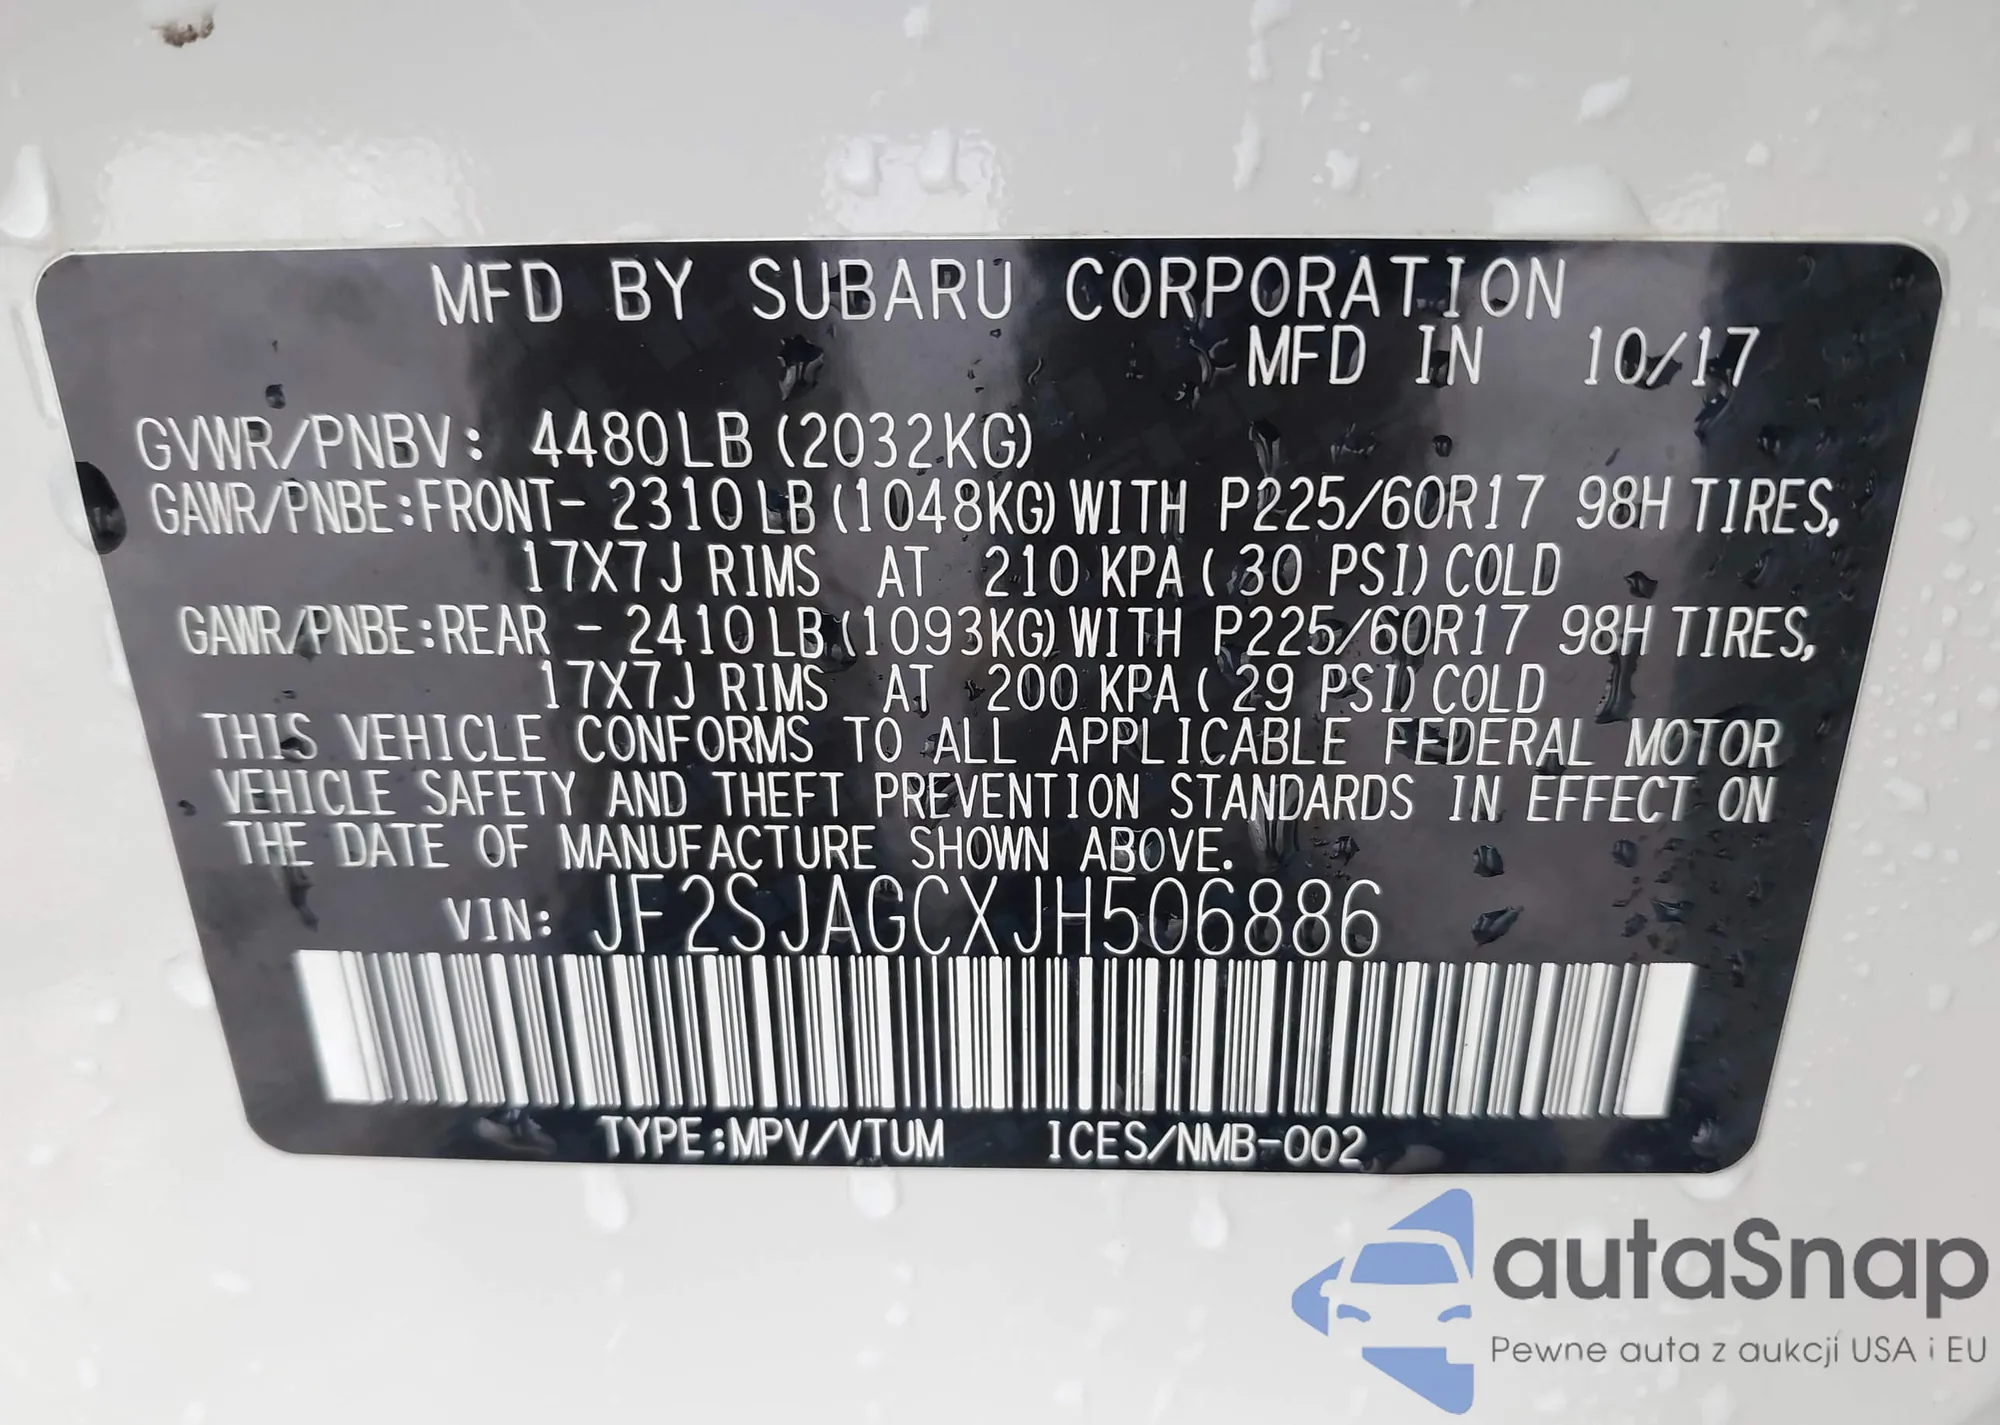 MFD BY SUBARU CORPORATION
MFD IN 10/17
GVWR/PNBV: 4480LB (2032KG)
GAWR/PNBE:FRONT- 2310LB(1048KG)WITH P225/60R17 98H TIRES,
17X7J RIMS AT 210 KPA( 30 PSI)COLD
GAWR/PNBE:REAR - 2410LB(1093KG)WITH P225/60R17 98H TIRES,
17X7J RIMS AT 200 KPA( 29 PSI)COLD
THIS VEHICLE CONFORMS TO ALL APPLICABLE FEDERAL MOTOR
VEHICLE SAFETY AND THEFT PREVENTION STANDARDS IN EFFECT ON
THE DATE OF MANUFACTURE SHOWN ABOVE.
VIN: JF2SJAGCXJH506886
TYPE:MPV/VTUM ICES/NMB-002
autaSnap
Pewne auta z aukcji USA i EU